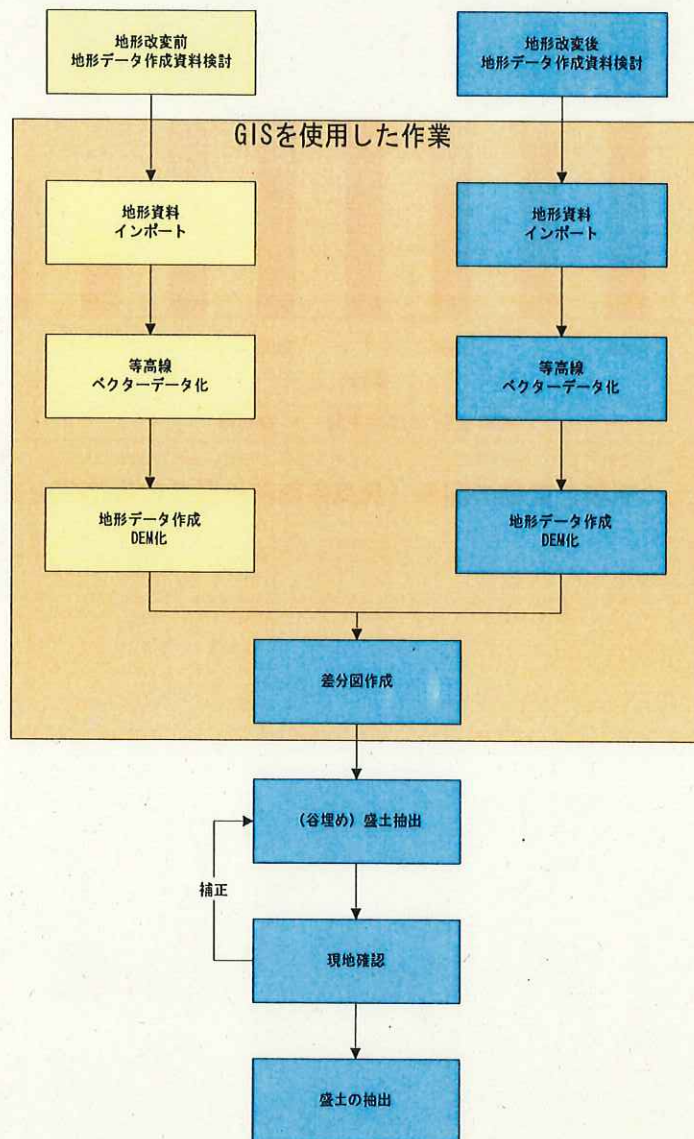 地形改変前
地形データ作成資料検討
地形改変後
地形データ作成資料検討
GISを使用した作業
地形資料
インポート
地形資料
インポート
等高線
ベクターデータ化
等高線
ベクターデータ化
地形データ作成
DEM化
地形データ作成
DEM化
差分図作成
(谷埋め)盛土抽出
補正
現地確認
盛土の抽出